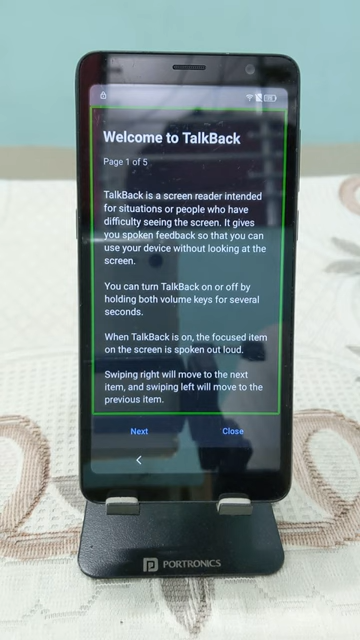 Welcome to TalkBack
Page 1 of 5
TalkBack is a screen reader intended
for situations or people who have
difficulty seeing the screen. It gives
you spoken feedback so that you can
use your device without looking at the
screen.
You can turn TalkBack on or off by
holding both volume keys for several
seconds.
When TalkBack is on, the focused item
on the screen is spoken out loud.
Swiping right will move to the next
item, and swiping left will move to the
previous item.
Next Close
PORTRONICS